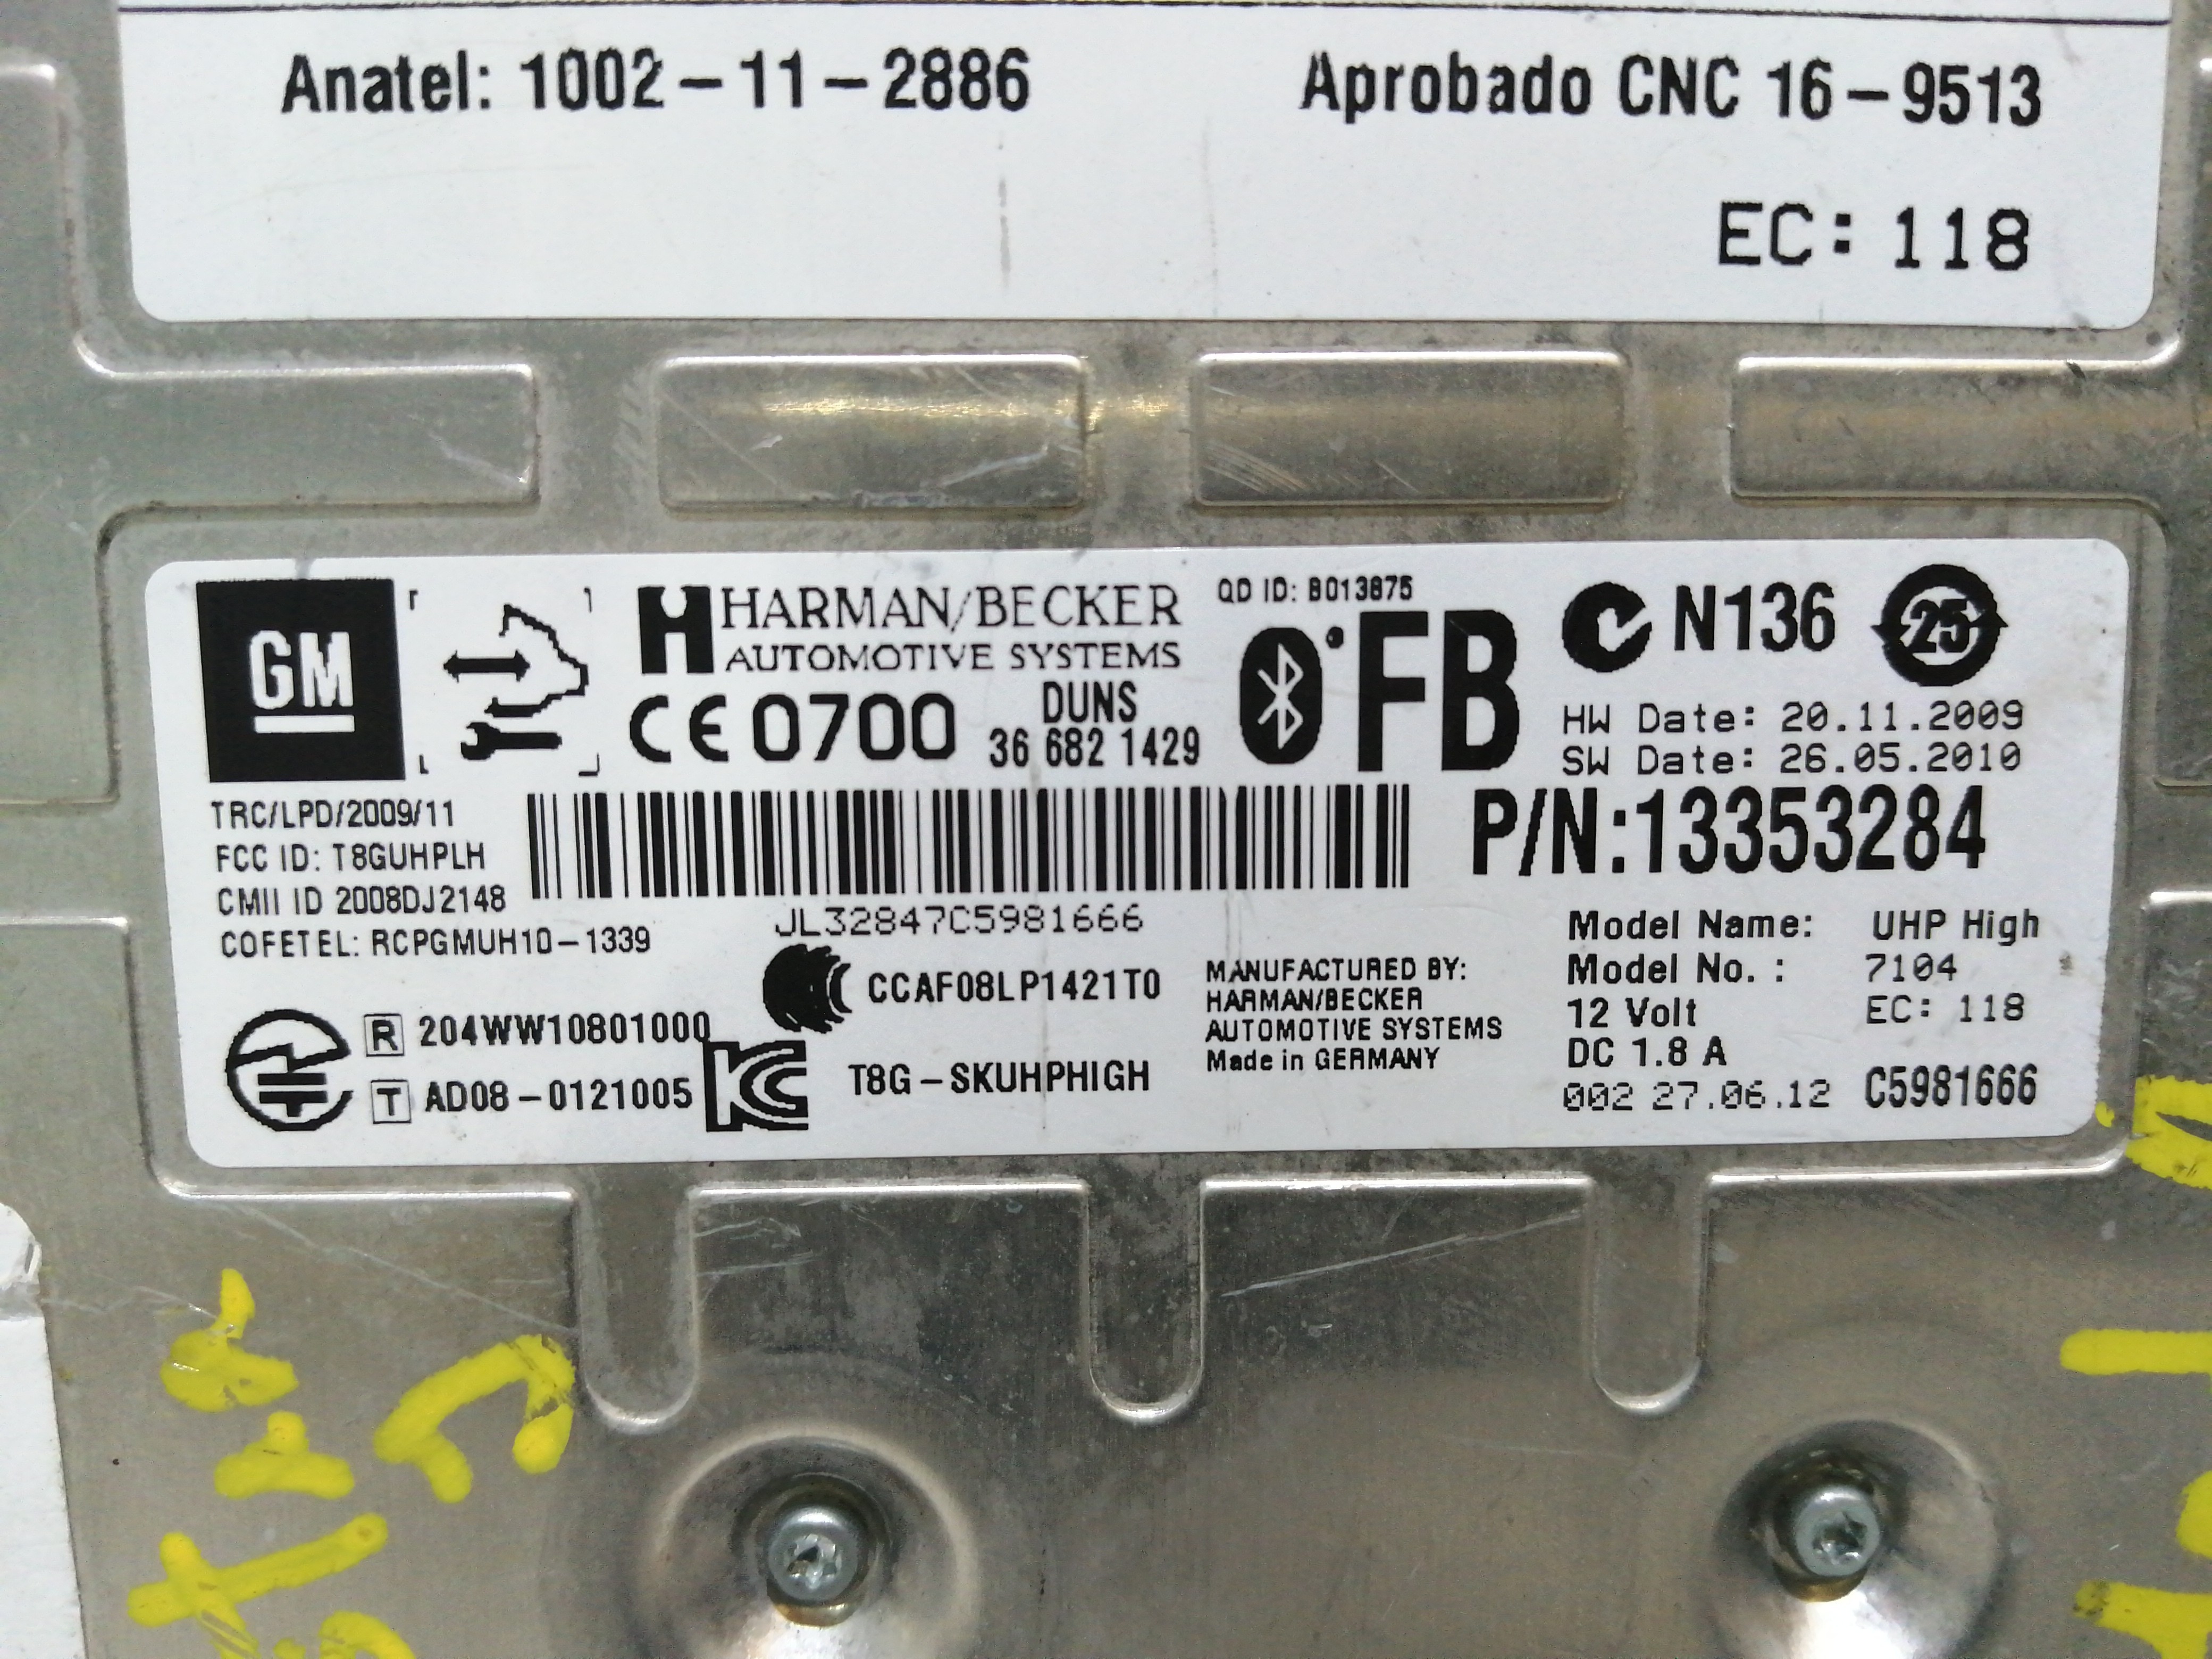 Anatel: 1002-11-2886
Aprobado CNC 16-9513
EC: 118
GM
HARMAN/BECKER
AUTOMOTIVE SYSTEMS
CE 0700
DUNS
36 682 1429
QD ID: B013875
FB
N136
25
HW Date: 20.11.2009
SW Date: 26.05.2010
TRC/LPD/2009/11
FCC ID: T8GUHPLH
CMII ID 2008DJ2148
COFETEL: RCPGMUH10-1339
JL32847C5981666
P/N:13353284
R 204WW10801000
T AD08-0121005
CCAF08LP1421T0
T8G-SKUHPHIGH
MANUFACTURED BY:
HARMAN/BECKER
AUTOMOTIVE SYSTEMS
Made in GERMANY
Model Name: UHP High
Model No. : 7104
12 Volt EC: 118
DC 1.8 A
002 27.06.12 C5981666